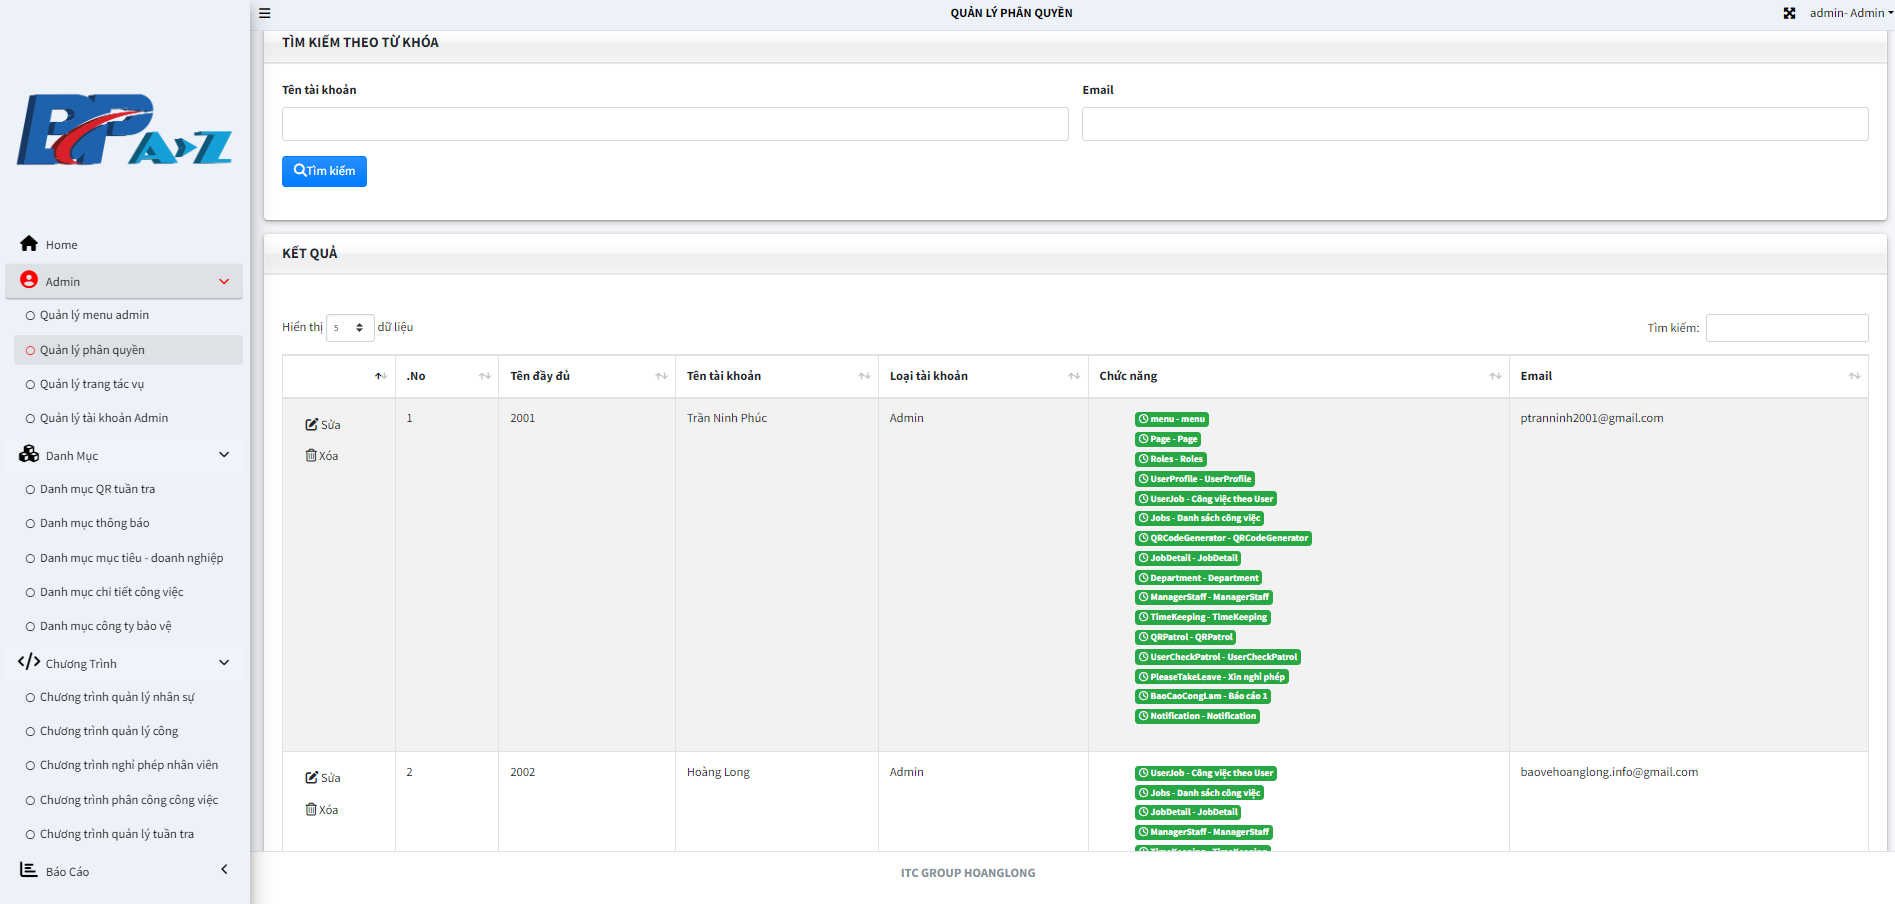 BPP A>Z
Home
Admin
Quản lý menu admin
Quản lý phân quyền
Quản lý trang tác vụ
Quản lý tài khoản Admin
Danh Mục
Danh mục QR tuần tra
Danh mục thông báo
Danh mục mục tiêu - doanh nghiệp
Danh mục chi tiết công việc
Danh mục công ty bảo vệ
Chương Trình
Chương trình quản lý nhân sự
Chương trình quản lý công
Chương trình nghỉ phép nhân viên
Chương trình phân công công việc
Chương trình quản lý tuần tra
Báo Cáo
QUẢN LÝ PHÂN QUYỀN
admin- Admin
TÌM KIẾM THEO TỪ KHÓA
Tên tài khoản
Email
Tìm kiếm
KẾT QUẢ
Hiển thị 5 dữ liệu
Tìm kiếm:
.No Tên đầy đủ Tên tài khoản Loại tài khoản Chức năng Email
Sửa
Xóa
1 2001 Trần Ninh Phúc Admin
menu - menu
Page - Page
Roles - Roles
UserProfile - UserProfile
UserJob - Công việc theo User
Jobs - Danh sách công việc
QRCodeGenerator - QRCodeGenerator
JobDetail - JobDetail
Department - Department
ManagerStaff - ManagerStaff
TimeKeeping - TimeKeeping
QRPatrol - QRPatrol
UserCheckPatrol - UserCheckPatrol
PleaseTakeLeave - Xin nghỉ phép
BaoCaoCongLam - Báo cáo 1
Notification - Notification
ptranninh2001@gmail.com
Sửa
Xóa
2 2002 Hoàng Long Admin
UserJob - Công việc theo User
Jobs - Danh sách công việc
JobDetail - JobDetail
ManagerStaff - ManagerStaff
TimeKeeping - TimeKeeping
baovehoanglong.info@gmail.com
ITC GROUP HOANGLONG